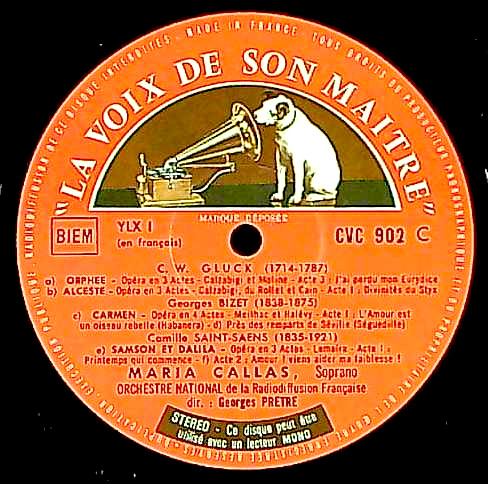 MADE IN FRANCE • TOUS DROITS DU PRODUCTEUR PHONOGRAPHIQUE
"LA VOIX DE SON MAITRE"
MARQUE DÉPOSÉE
BIEM
YLX 1
(en français)
CVC 902 C
C. W. GLUCK (1714-1787)
a) ORPHEE - Opéra en 3 Actes - Calzabigi et Moline - Acte 3 : J'ai perdu mon Eurydice
b) ALCESTE - Opéra en 3 Actes - Calzabigi, du Rollet et Cain - Acte 1 : Divinités du Styx
Georges BIZET (1838-1875)
c) CARMEN - Opéra en 4 Actes - Meilhac et Halévy - Acte 1 : L'Amour est
un oiseau rebelle (Habanera) - d) Près des remparts de Séville (Séguedille)
Camille SAINT-SAENS (1835-1921)
e) SAMSON ET DALILA - Opéra en 3 Actes - Lemaire - Acte 1 :
Printemps qui commence - f) Acte 2 : Amour ! viens aider ma faiblesse !
MARIA CALLAS, Soprano
ORCHESTRE NATIONAL de la Radiodiffusion Française
dir. : Georges PRETRE
STEREO - Ce disque peut être
utilisé avec un lecteur MONO
RADIODIFFUSION DE CE DISQUE INTERDITES